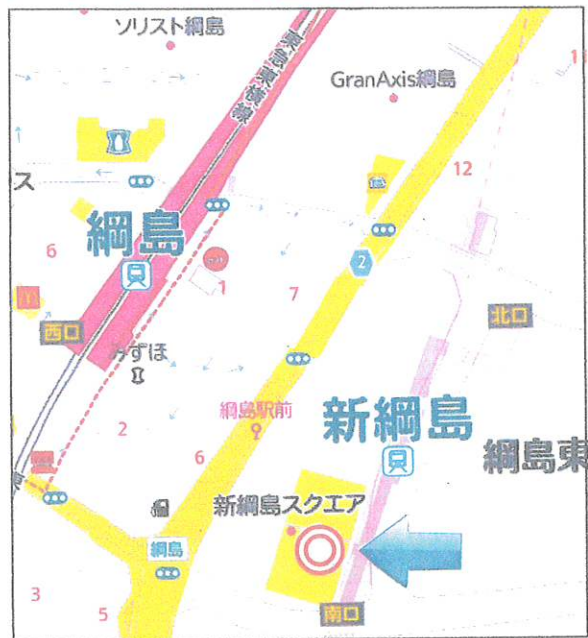 ソリスト綱島
東急東横線
GranAxis綱島
11
12
ス
綱島
6
1
7
2
西口
北口
みずほ
綱島駅前
2
6
新綱島
綱島東
新綱島スクエア
綱島
3
5
南口